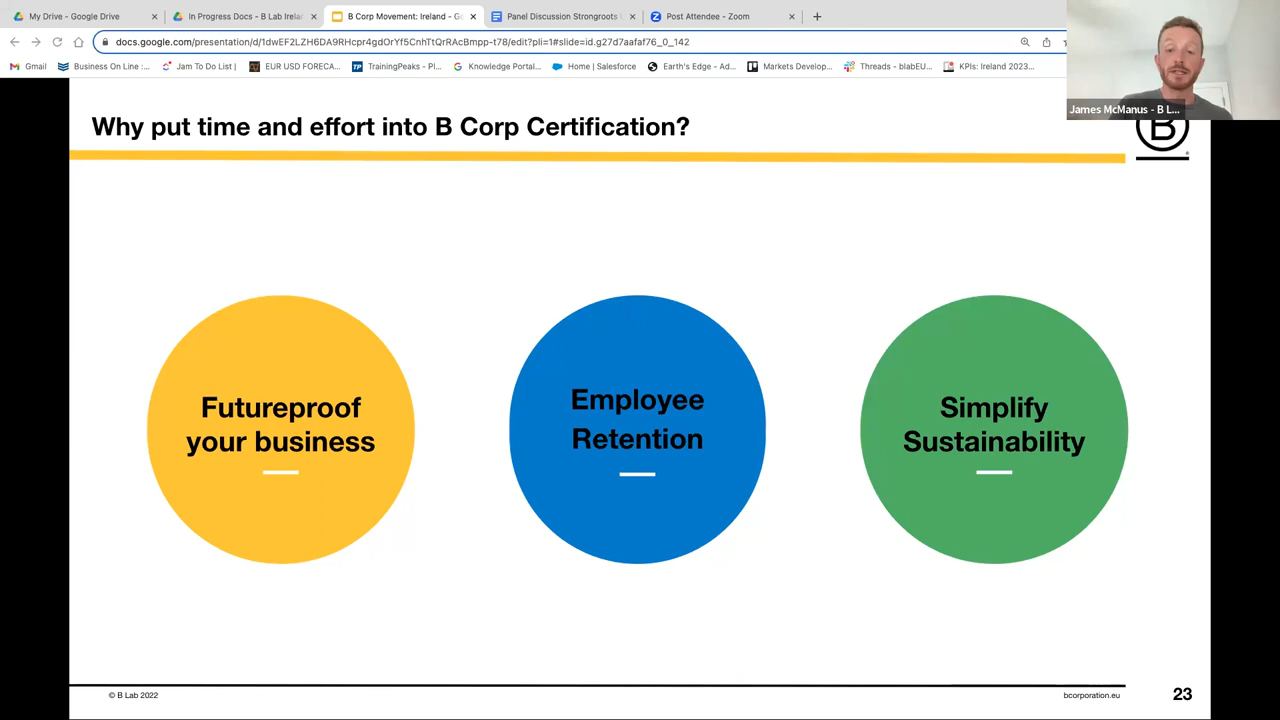 My Drive - Google Drive
In Progress Docs - B Lab Irelan
B Corp Movement: Ireland - Go
Panel Discussion Strongroots
Post Attendee - Zoom
docs.google.com/presentation/d/1dwEF2LZH6DA9RHcpr4gdOrYf5CnhTtQrRAcBmpp-t78/edit?pli=1#slide=id.g27d7aafaf76_0_142
Gmail
Business On Line :...
Jam To Do List |
EUR USD FORECA...
TrainingPeaks - Pl...
Knowledge Portal...
Home | Salesforce
Earth's Edge - Ad...
Markets Develop...
Threads - blabEU...
KPIs: Ireland 2023...
James McManus - B L...
Why put time and effort into B Corp Certification?
B
Futureproof
your business
Employee
Retention
Simplify
Sustainability
© B Lab 2022
bcorporation.eu
23